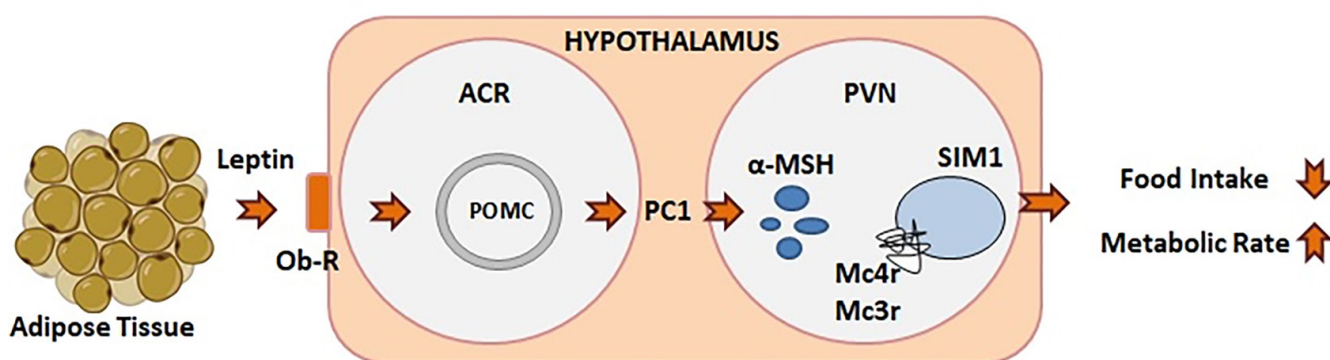 HYPOTHALAMUS
ACR
PVN
Leptin
α-MSH
SIM1
Food Intake
POMC
PC1
Metabolic Rate
Ob-R
Mc4r
Mc3r
Adipose Tissue